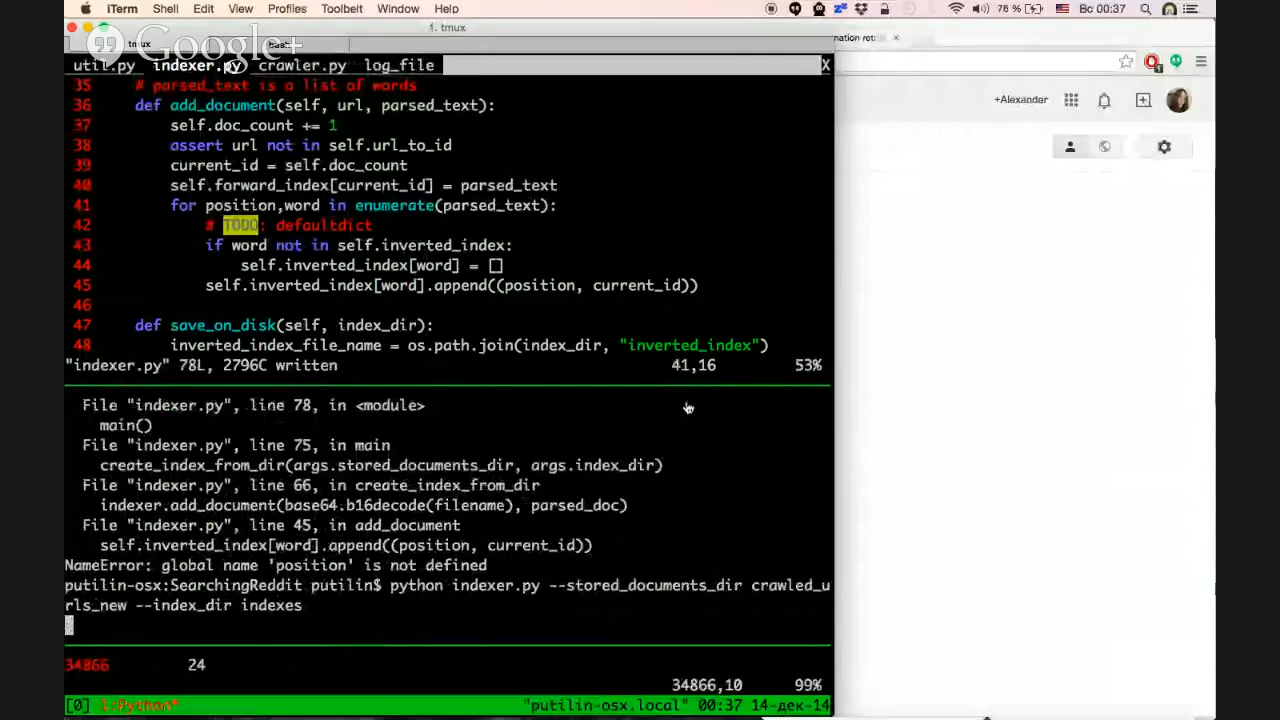 iTerm Shell Edit View Profiles Toolbelt Window Help 78 % Вс 00:37
1. tmux
tmux bash
Google+
util.py indexer.py crawler.py log_file X
+Alexander
35 # parsed_text is a list of words
36 def add_document(self, url, parsed_text):
37 self.doc_count += 1
38 assert url not in self.url_to_id
39 current_id = self.doc_count
40 self.forward_index[current_id] = parsed_text
41 for position,word in enumerate(parsed_text):
42 # TODO: defaultdict
43 if word not in self.inverted_index:
44 self.inverted_index[word] = []
45 self.inverted_index[word].append((position, current_id))
46
47 def save_on_disk(self, index_dir):
48 inverted_index_file_name = os.path.join(index_dir, "inverted_index")
"indexer.py" 78L, 2796C written 41,16 53%
File "indexer.py", line 78, in <module>
main()
File "indexer.py", line 75, in main
create_index_from_dir(args.stored_documents_dir, args.index_dir)
File "indexer.py", line 66, in create_index_from_dir
indexer.add_document(base64.b16decode(filename), parsed_doc)
File "indexer.py", line 45, in add_document
self.inverted_index[word].append((position, current_id))
NameError: global name 'position' is not defined
putilin-osx:SearchingReddit putilin$ python indexer.py --stored_documents_dir crawled_u
rls_new --index_dir indexes
34866 24
34866,10 99%
[0] 1:Python* "putilin-osx.local" 00:37 14-дек-14